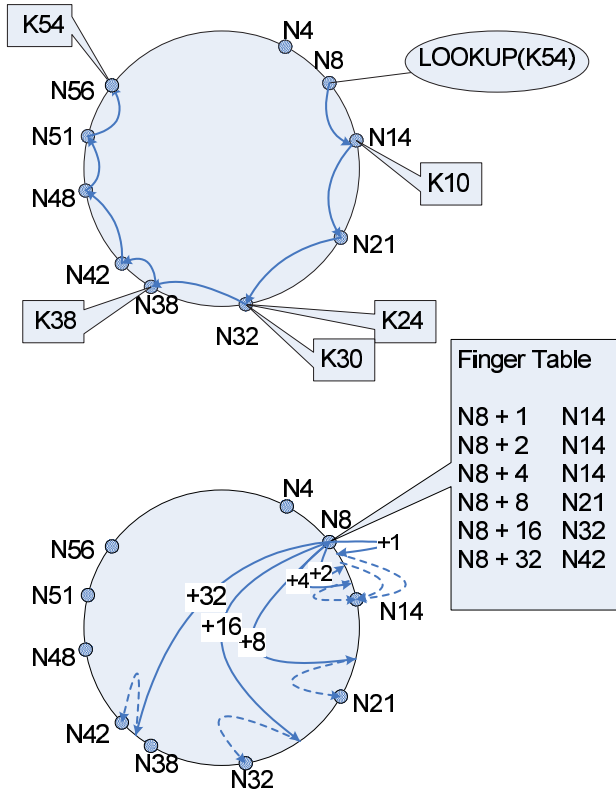 K54
N4
N8
LOOKUP(K54)
N56
N51
N14
K10
N48
N21
N42
N38
K38
N32
K24
K30
Finger Table
N8 + 1 N14
N8 + 2 N14
N8 + 4 N14
N8 + 8 N21
N8 + 16 N32
N8 + 32 N42
N4
N8
+1
N56
+2
+4
+32
N51
N14
+16
+8
N48
N21
N42
N38
N32